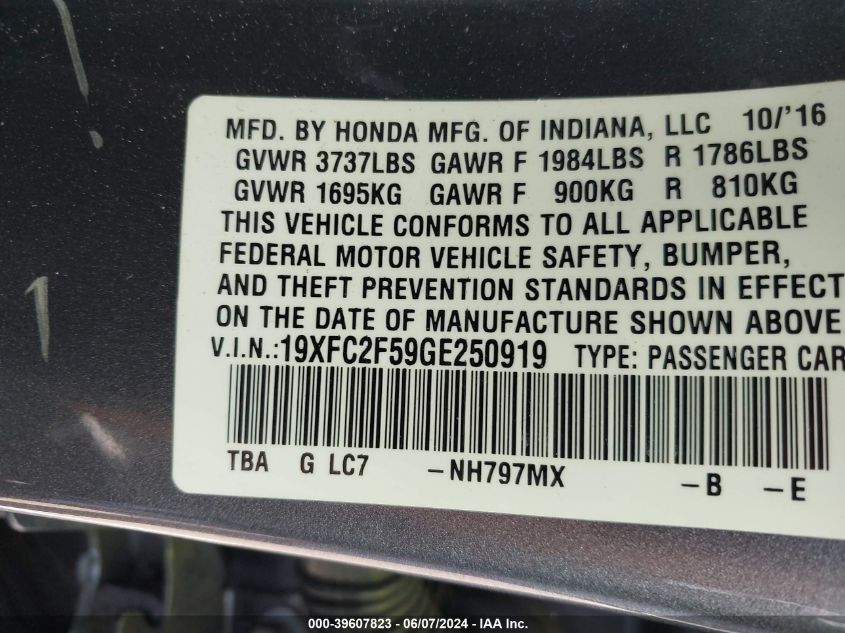 MFD. BY HONDA MFG. OF INDIANA, LLC 10/'16
GVWR 3737LBS GAWR F 1984LBS R 1786LBS
GVWR 1695KG GAWR F 900KG R 810KG
THIS VEHICLE CONFORMS TO ALL APPLICABLE
FEDERAL MOTOR VEHICLE SAFETY, BUMPER,
AND THEFT PREVENTION STANDARDS IN EFFECT
ON THE DATE OF MANUFACTURE SHOWN ABOVE
V.I.N.:19XFC2F59GE250919 TYPE: PASSENGER CAR
TBA G LC7 -NH797MX -B -E
1
000-39607823 - 06/07/2024 - IAA Inc.